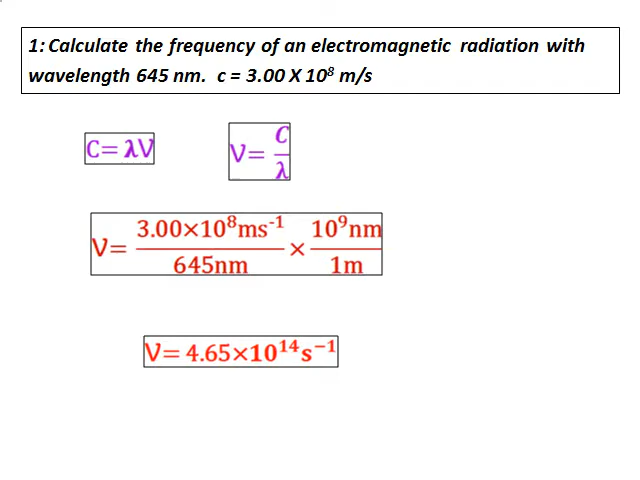 1: Calculate the frequency of an electromagnetic radiation with
wavelength 645 nm. c = 3.00 X 10⁸ m/s
C= λV V= C/λ
V= 3.00×10⁸ms⁻¹/645nm × 10⁹nm/1m
V= 4.65×10¹⁴s⁻¹